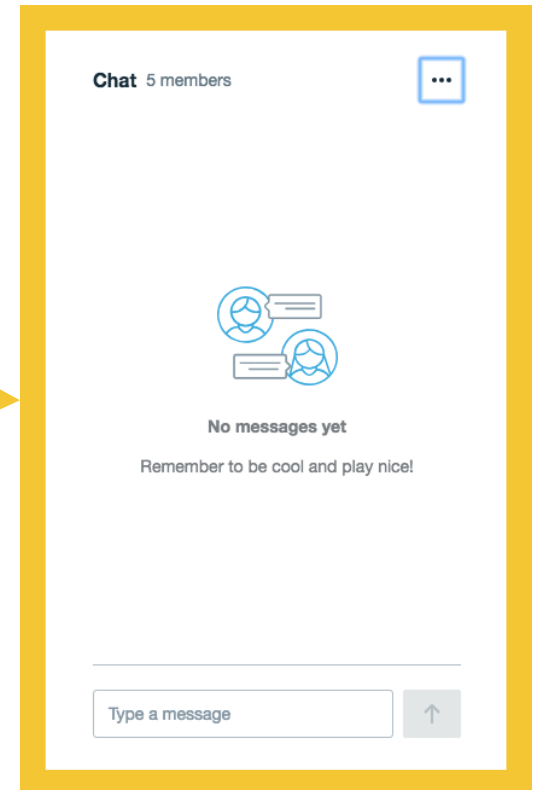 Chat 5 members
No messages yet
Remember to be cool and play nice!
Type a message